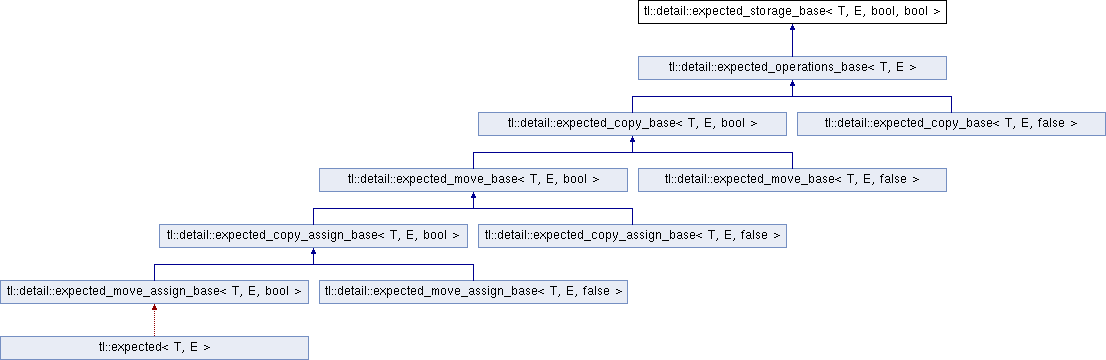 tl::detail::expected_storage_base< T, E, bool, bool >
tl::detail::expected_operations_base< T, E >
tl::detail::expected_copy_base< T, E, bool >
tl::detail::expected_copy_base< T, E, false >
tl::detail::expected_move_base< T, E, bool >
tl::detail::expected_move_base< T, E, false >
tl::detail::expected_copy_assign_base< T, E, bool >
tl::detail::expected_copy_assign_base< T, E, false >
tl::detail::expected_move_assign_base< T, E, bool >
tl::detail::expected_move_assign_base< T, E, false >
tl::expected< T, E >